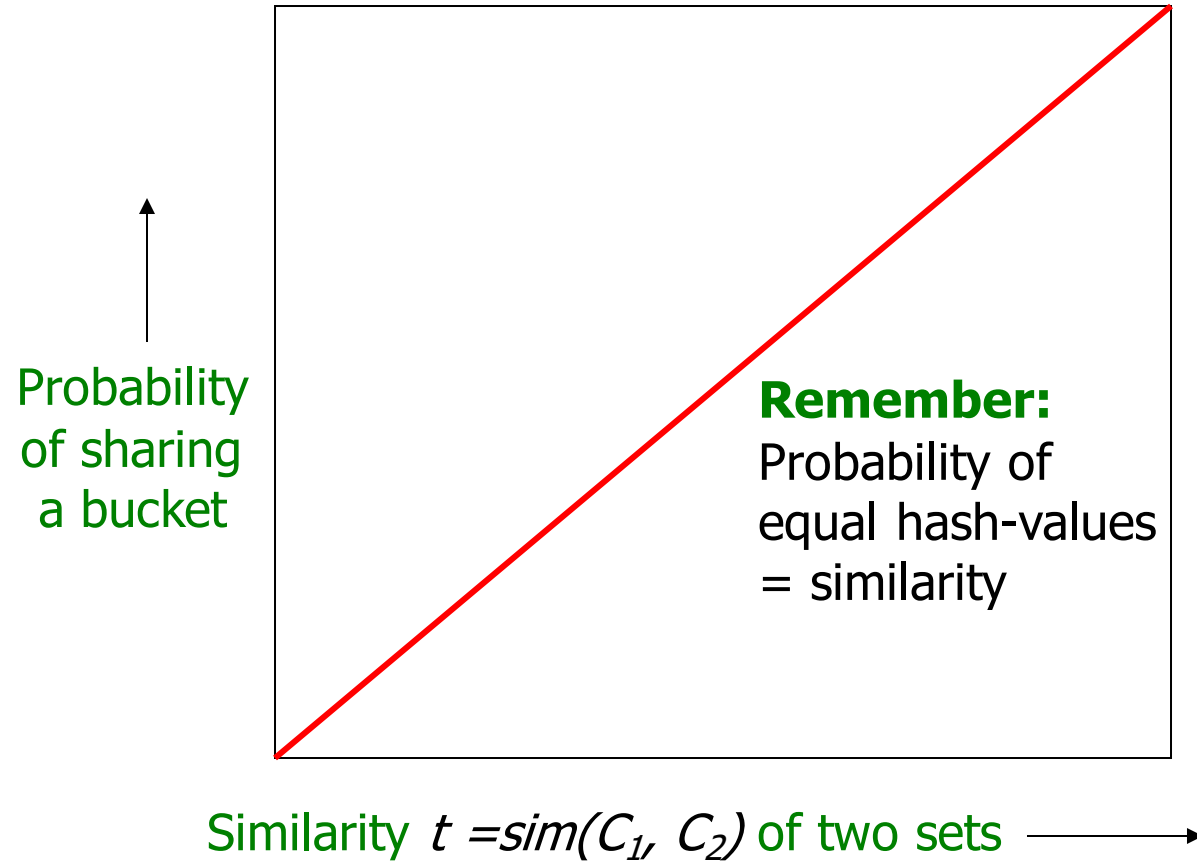 Probability
of sharing
a bucket
Remember:
Probability of
equal hash-values
= similarity
Similarity t =sim(C₁, C₂) of two sets